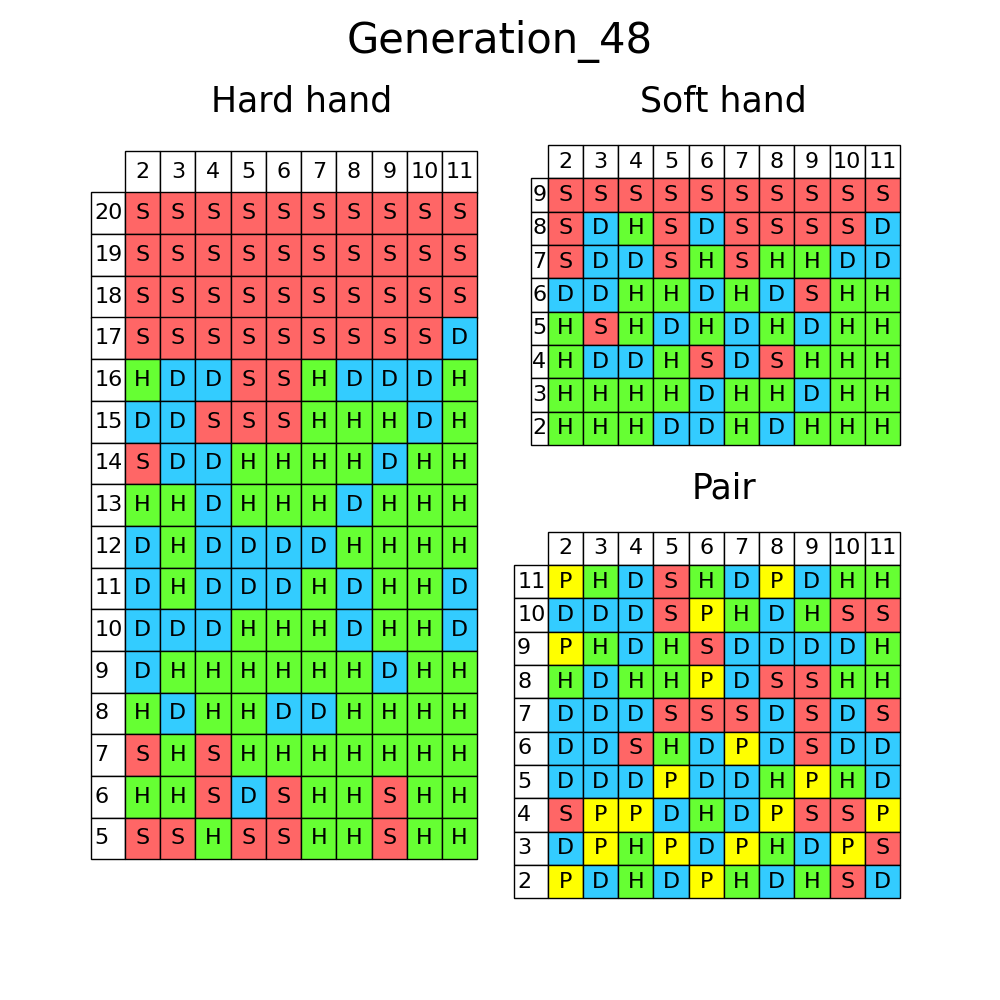 Generation_48
Hard hand
2 3 4 5 6 7 8 9 10 11
20 S S S S S S S S S S
19 S S S S S S S S S S
18 S S S S S S S S S S
17 S S S S S S S S S D
16 H D D S S H D D D H
15 D D S S S H H H D H
14 S D D H H H H D H H
13 H H D H H H D H H H
12 D H D D D D H H H H
11 D H D D D H D H H D
10 D D D H H H D H H D
9 D H H H H H H D H H
8 H D H H D D H H H H
7 S H S H H H H H H H
6 H H S D S H H S H H
5 S S H S S H H S H H
Soft hand
2 3 4 5 6 7 8 9 10 11
9 S S S S S S S S S S
8 S D H S D S S S S D
7 S D D S H S H H D D
6 D D H H D H D S H H
5 H S H D H D H D H H
4 H D D H S D S H H H
3 H H H H D H H D H H
2 H H H D D H D H H H
Pair
2 3 4 5 6 7 8 9 10 11
11 P H D S H D P D H H
10 D D D S P H D H S S
9 P H D H S D D D D H
8 H D H H P D S S H H
7 D D D S S S D S D S
6 D D S H D P D S D D
5 D D D P D D H P H D
4 S P P D H D P S S P
3 D P H P D P H D P S
2 P D H D P H D H S D